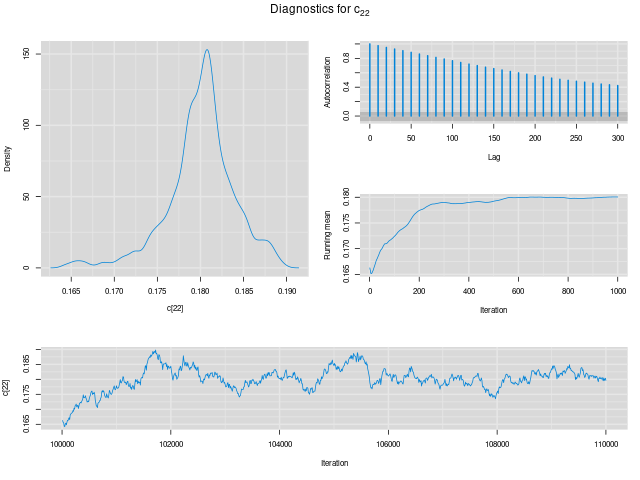 Diagnostics for c22
Density
0
50
100
150
0.165 0.170 0.175 0.180 0.185 0.190
c[22]
Autocorrelation
0.0 0.4 0.8
0 50 100 150 200 250 300
Lag
Running mean
0.165 0.170 0.175 0.180
0 200 400 600 800 1000
Iteration
c[22]
0.165 0.175 0.185
100000 102000 104000 106000 108000 110000
Iteration